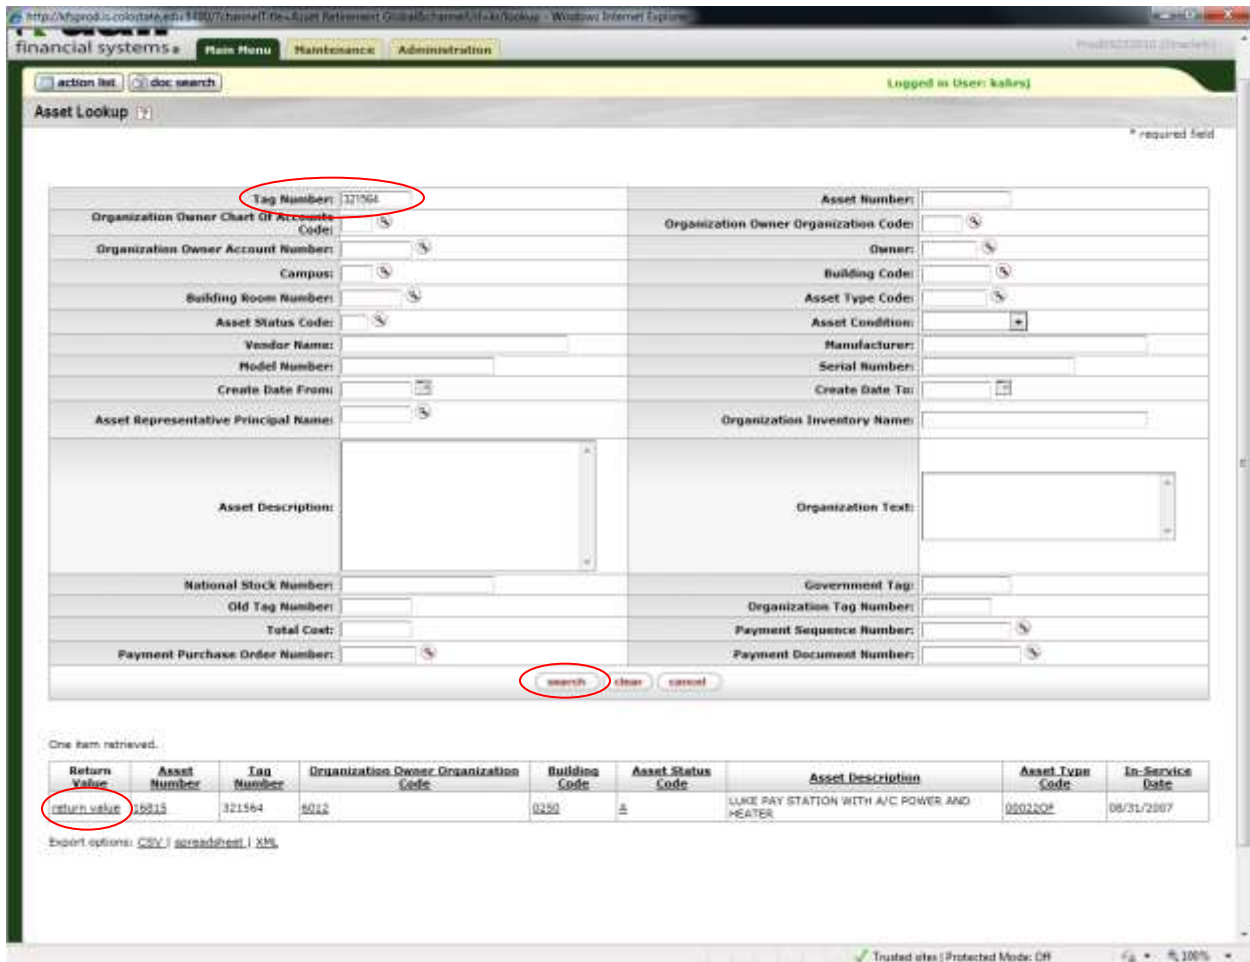 financial systems Main Menu Maintenance Administration
action list doc search Logged in User:
Asset Lookup
* required field
Tag Number: 321564 Asset Number:
Organization Owner Chart Of Accounts Code: Organization Owner Organization Code:
Organization Owner Account Number: Owner:
Campus: Building Code:
Building Room Number: Asset Type Code:
Asset Status Code: Asset Condition:
Vendor Name: Manufacturer:
Model Number: Serial Number:
Create Date From: Create Date To:
Asset Representative Principal Name: Organization Inventory Name:
Asset Description: Organization Text:
National Stock Number: Government Tag:
Old Tag Number: Organization Tag Number:
Total Cost: Payment Sequence Number:
Payment Purchase Order Number: Payment Document Number:
search clear cancel
One item retrieved.
Return Value Asset Number Tag Number Organization Owner Organization Code Building Code Asset Status Code Asset Description Asset Type Code In-Service Date
return value 16815 321564 6012 0250 A LUKE PAY STATION WITH A/C POWER AND HEATER 08/31/2007
Export options: CSV | spreadsheet | XML
Trusted sites | Protected Mode: Off 100%